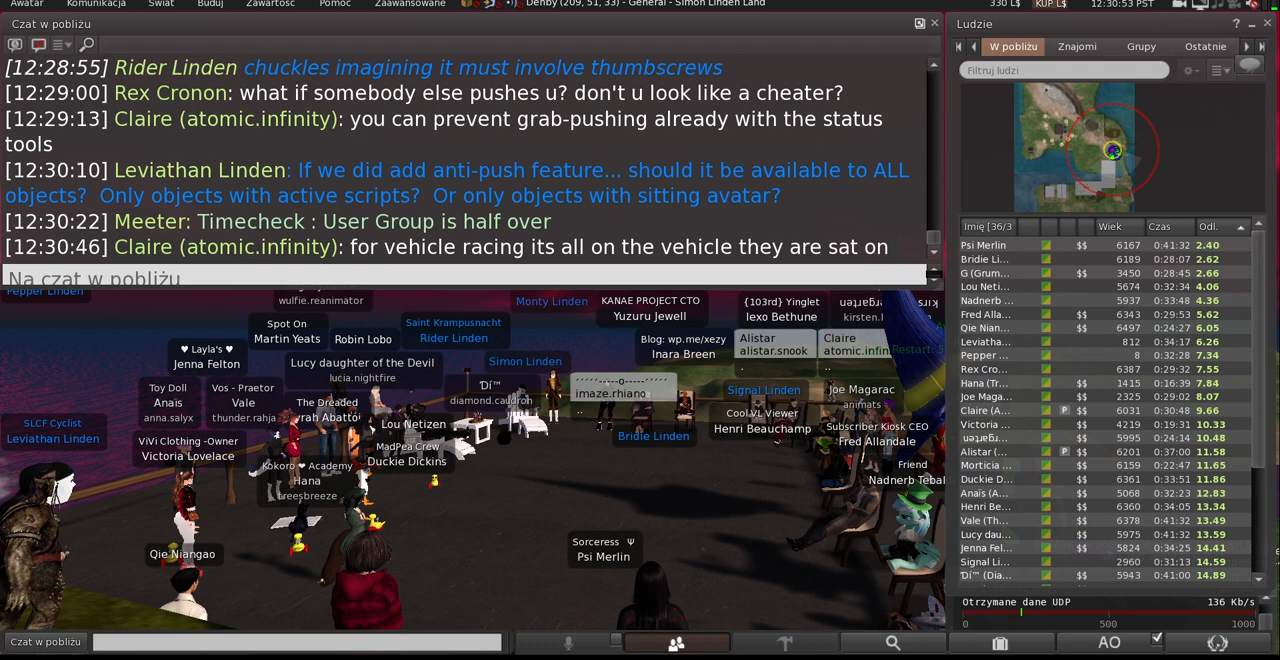 Awatar Komunikacja Świat Buduj Zawartość Pomoc Zaawansowane Denby (209, 51, 33) - General - Simon Linden Land 330 L$ KUP L$ 12:30:53 PST
Czat w pobliżu
[12:28:55] Rider Linden chuckles imagining it must involve thumbscrews
[12:29:00] Rex Cronon: what if somebody else pushes u? don't u look like a cheater?
[12:29:13] Claire (atomic.infinity): you can prevent grab-pushing already with the status
tools
[12:30:10] Leviathan Linden: If we did add anti-push feature... should it be available to ALL
objects? Only objects with active scripts? Or only objects with sitting avatar?
[12:30:22] Meeter: Timecheck : User Group is half over
[12:30:46] Claire (atomic.infinity): for vehicle racing its all on the vehicle they are sat on
Na czat w pobliżu
Pepper Linden
wulfie.reanimator
Monty Linden
KANAE PROJECT CTO
Yuzuru Jewell
{103rd} Yinglet
Iexo Bethune
kirsten.
Spot On
Martin Yeats
Robin Lobo
Saint Krampusnacht
Rider Linden
Blog: wp.me/xezy
Inara Breen
Alistar
alistar.snook
..
Claire
atomic.infin
..
Restart: 5
♥ Layla's ♥
Jenna Felton
Lucy daughter of the Devil
lucia.nightfire
Simon Linden
Toy Doll
Anaïs
anna.salyx
Vos - Praetor
Vale
thunder.rahja
The Dreaded
yrah Abatto
Ɗí™
diamond.cauldron
'''''-----o-----'''''
imaze.rhiano
..
Signal Linden
Joe Magarac
animats
SLCF Cyclist
Leviathan Linden
Lou Netizen
Cool VL Viewer
Henri Beauchamp
Subscriber Kiosk CEO
Fred Allandale
ViVi Clothing -Owner
Victoria Lovelace
MadPea Crew
Duckie Dickins
Bridie Linden
Kokoro ♥ Academy
Hana
treesbreeze
Friend
Nadnerb Tebal
Qie Niangao
Sorceress Ψ
Psi Merlin
Czat w pobliżu
AO
Ludzie
? _ ×
W pobliżu Znajomi Grupy Ostatnie
Filtruj ludzi
Imię [36/3 Wiek Czas Odl.
Psi Merlin $$ 6167 0:41:32 2.40
Bridie Li... 6189 0:28:07 2.62
G (Grum... $$ 3450 0:28:45 2.66
Lou Neti... 5674 0:32:34 4.06
Nadnerb ... 5937 0:33:48 4.36
Fred Alla... $$ 6343 0:29:53 5.62
Qie Nian... $$ 6497 0:24:27 6.05
Leviatha... 812 0:34:17 6.26
Pepper ... 8 0:32:28 7.34
Rex Cro... 6387 0:29:32 7.55
Hana (Tr... $$ 1415 0:16:39 7.84
Joe Maga... $$ 2325 0:29:02 8.07
Claire (A... P $$ 6031 0:30:48 9.66
Victoria ... $$ 4219 0:19:31 10.33
$$ 5995 0:24:14 10.48
Alistar (... P $$ 6201 0:37:00 11.58
Morticia ... $$ 6159 0:22:47 11.65
Duckie D... $$ 6361 0:33:51 11.86
Anaïs (A... $$ 5068 0:32:23 12.83
Henri Be... $$ 6360 0:34:05 13.34
Vale (Th... $$ 6378 0:41:32 13.49
Lucy dau... $$ 5975 0:41:32 13.59
Jenna Fel... $$ 5824 0:34:25 14.41
Signal Li... 2960 0:31:13 14.59
Ɗí™ (Dia... $$ 5943 0:41:00 14.89
Otrzymane dane UDP 136 Kb/s
0 500 1000